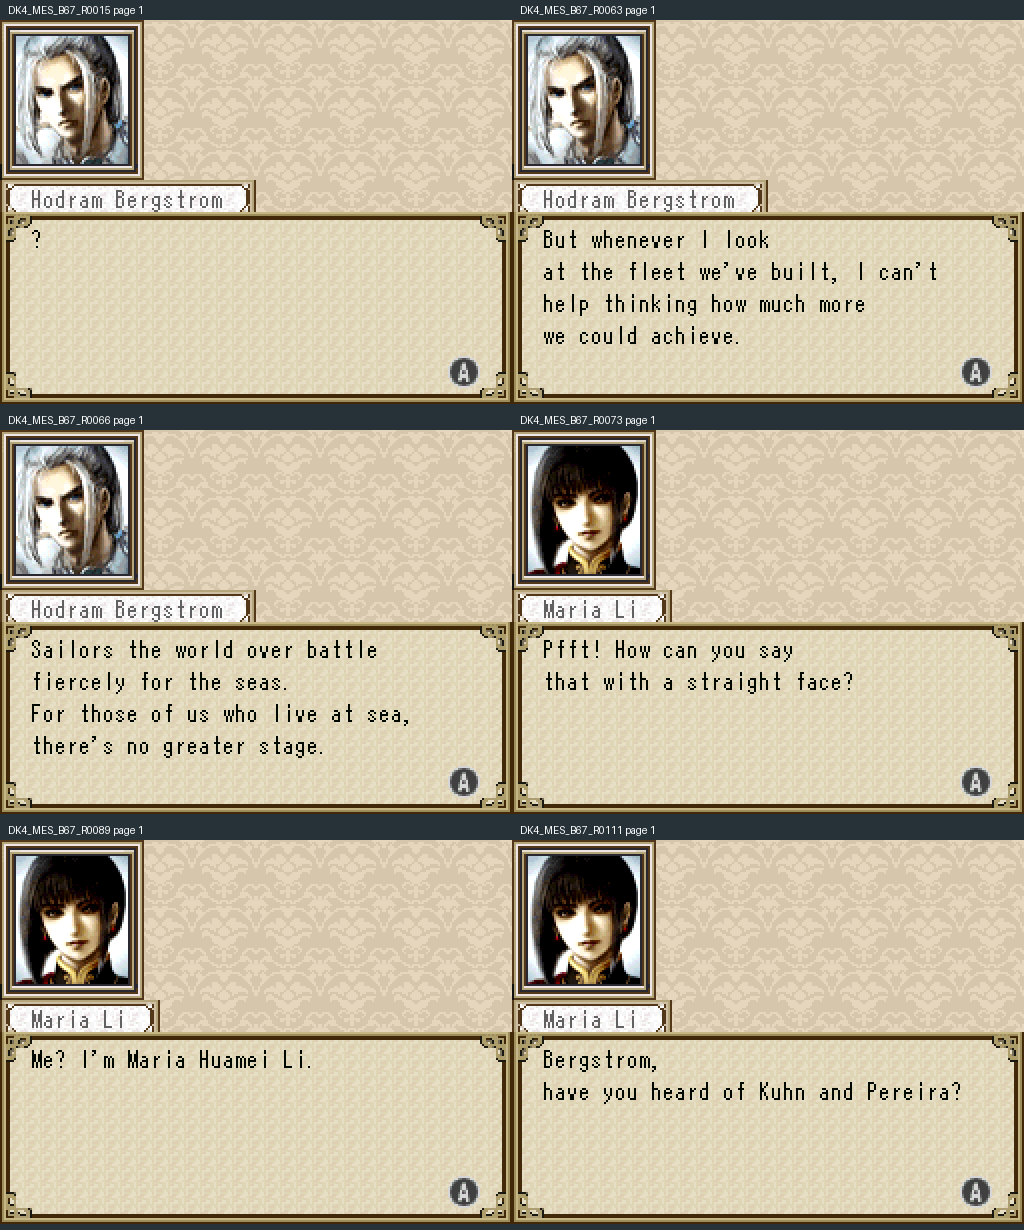 DK4_MES_B67_R0015 page 1
Hodram Bergstrom
?
A
DK4_MES_B67_R0063 page 1
Hodram Bergstrom
But whenever I look
at the fleet we've built, I can't
help thinking how much more
we could achieve.
A
DK4_MES_B67_R0066 page 1
Hodram Bergstrom
Sailors the world over battle
fiercely for the seas.
For those of us who live at sea,
there's no greater stage.
A
DK4_MES_B67_R0073 page 1
Maria Li
Pfft! How can you say
that with a straight face?
A
DK4_MES_B67_R0089 page 1
Maria Li
Me? I'm Maria Huamei Li.
A
DK4_MES_B67_R0111 page 1
Maria Li
Bergstrom,
have you heard of Kuhn and Pereira?
A